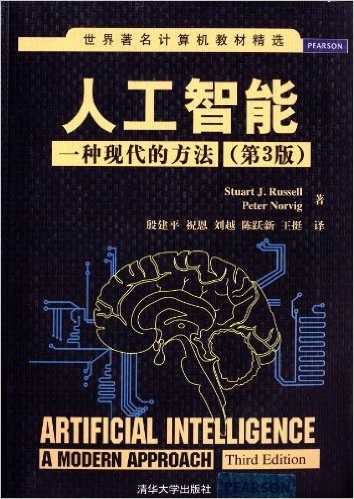 世界著名计算机教材精选
PEARSON
人工智能
一种现代的方法（第3版）
Stuart J. Russell
Peter Norvig 著
殷建平 祝恩 刘越 陈跃新 王挺 译
ARTIFICIAL INTELLIGENCE
A MODERN APPROACH Third Edition
PEARSON
清华大学出版社